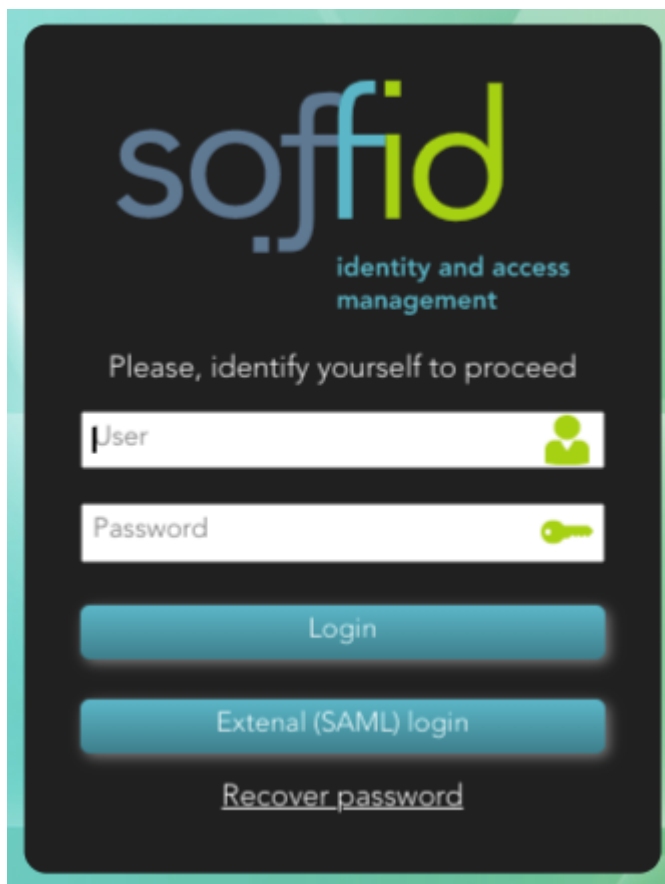 soffid
identity and access
management
Please, identify yourself to proceed
User
Password
Login
Extenal (SAML) login
Recover password